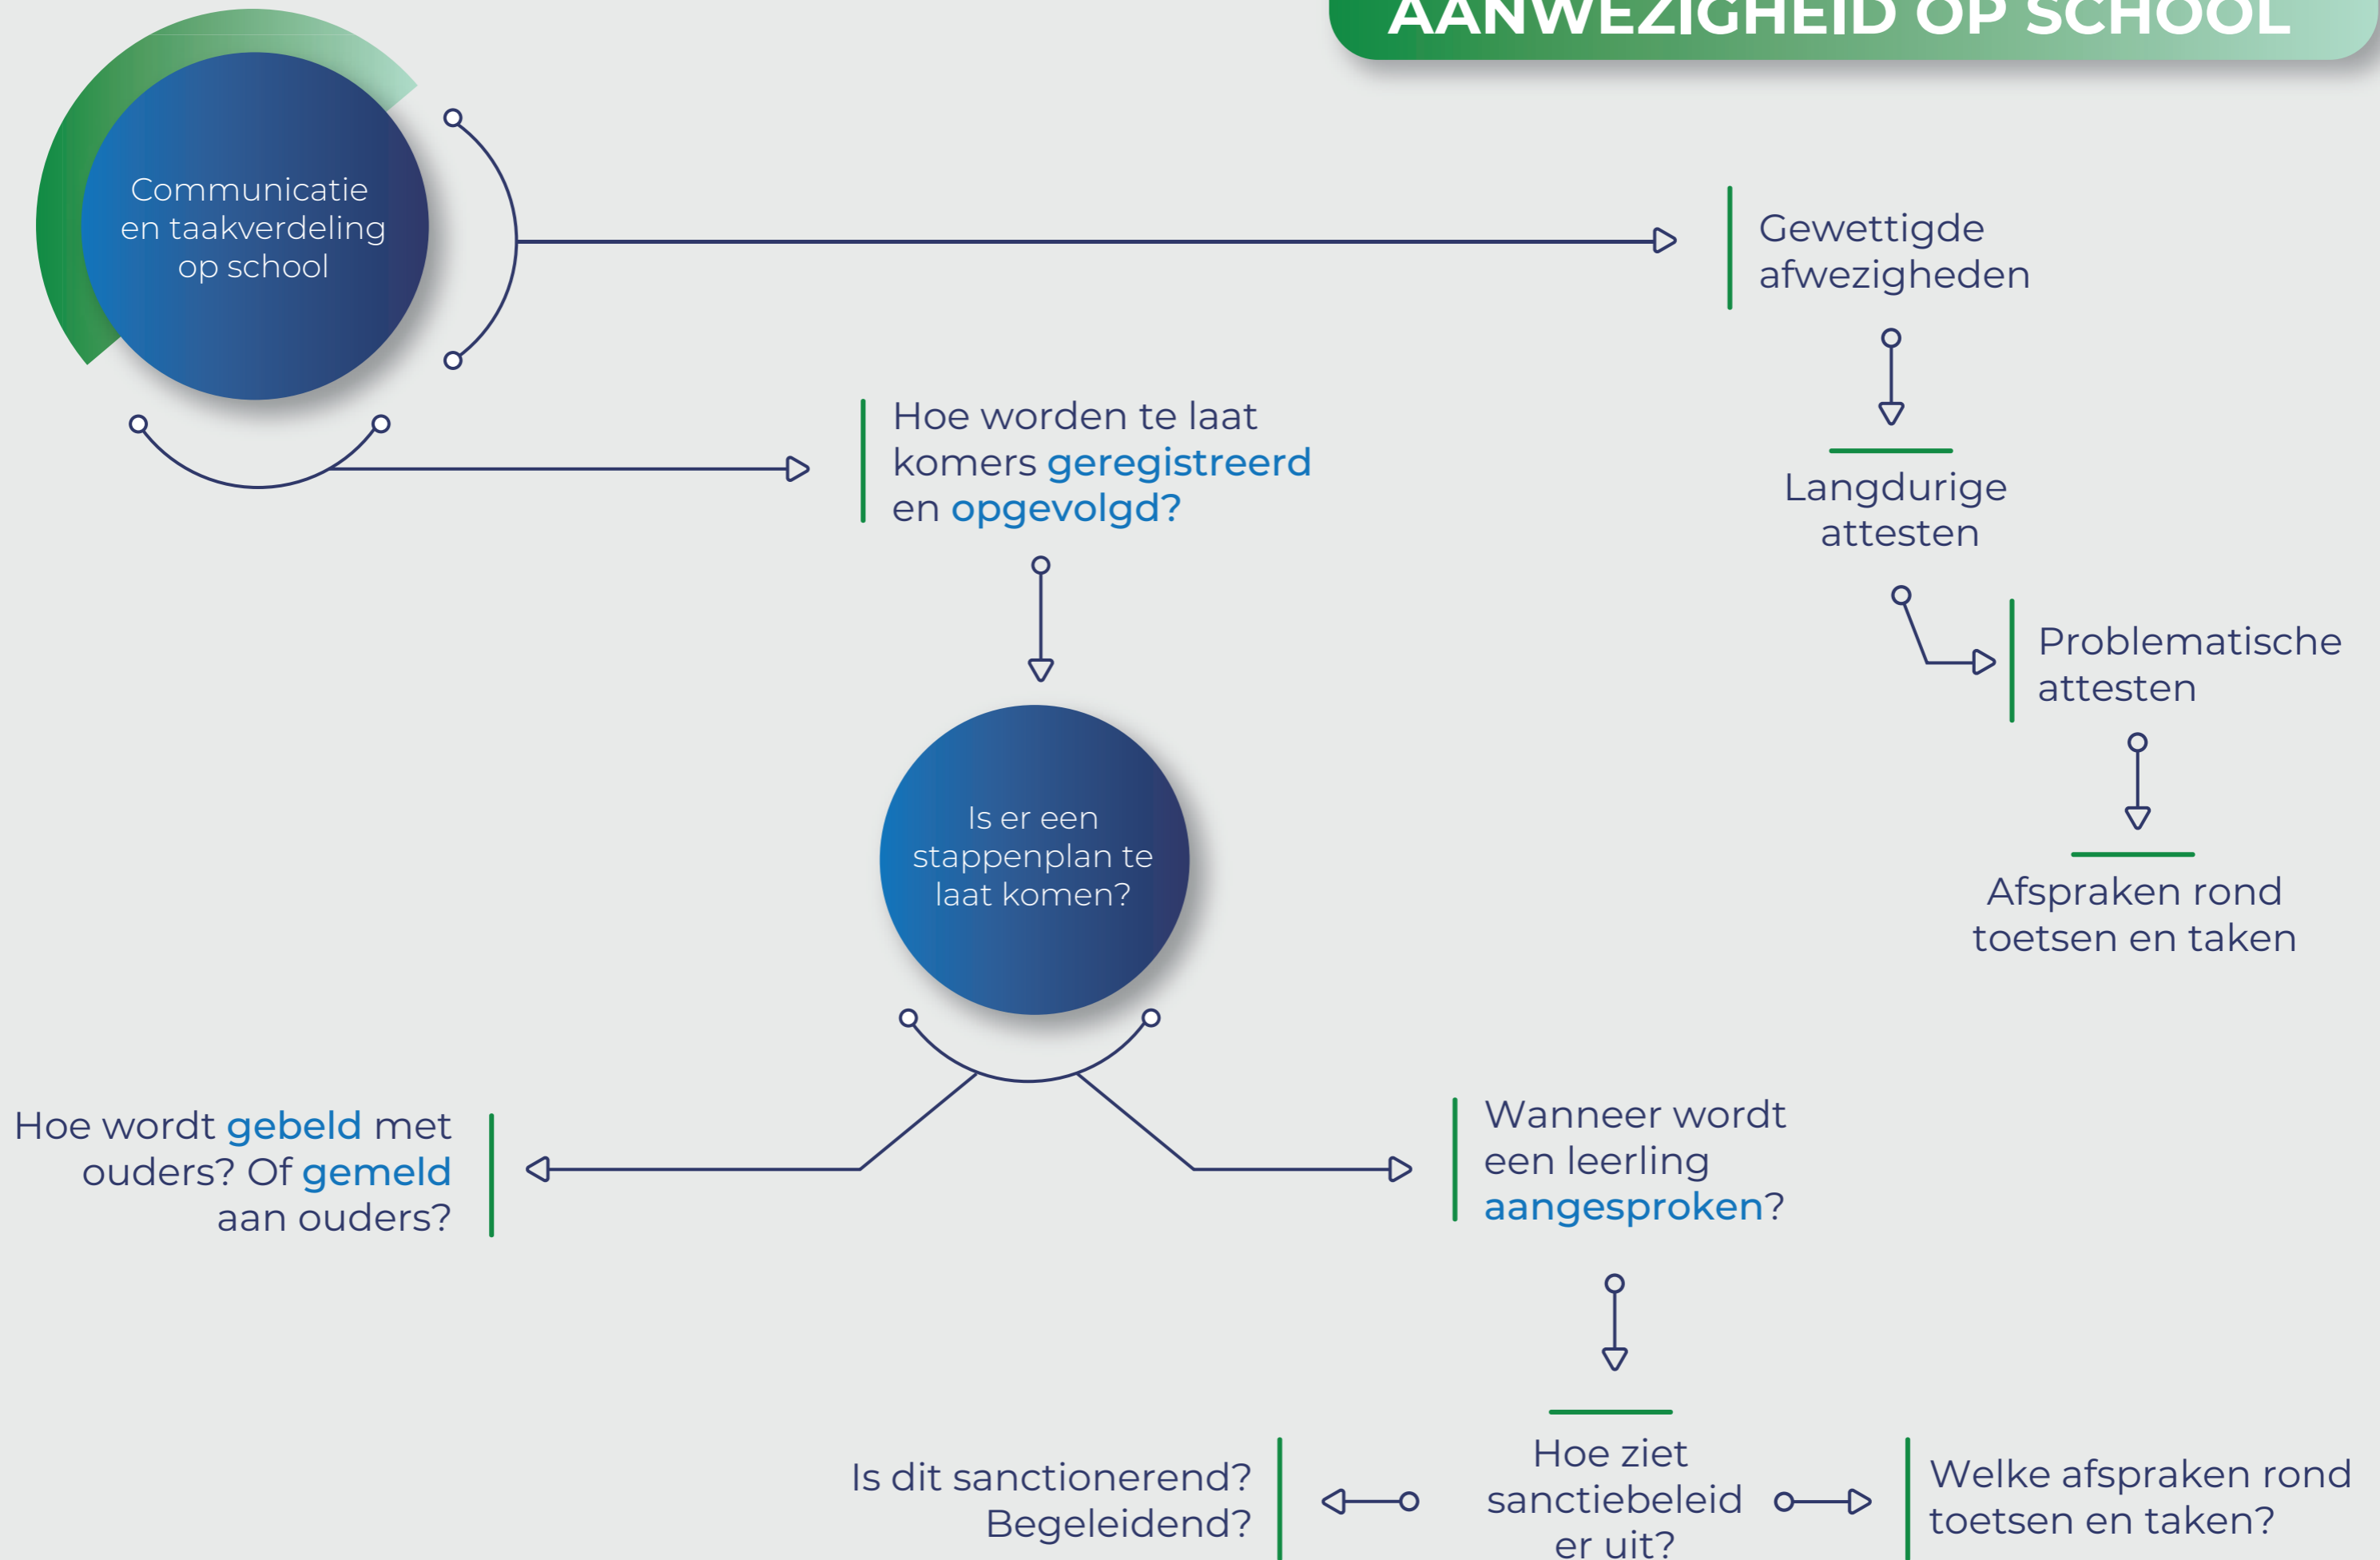 AANWEZIGHEID OP SCHOOL
Communicatie
en taakverdeling
op school
Gewettigde
afwezigheden
Hoe worden te laat
komers geregistreerd
en opgevolgd?
Langdurige
attesten
Problematische
attesten
Is er een
stappenplan te
laat komen?
Afspraken rond
toetsen en taken
Hoe wordt gebeld met
ouders? Of gemeld
aan ouders?
Wanneer wordt
een leerling
aangesproken?
Is dit sanctionerend?
Begeleidend?
Hoe ziet
sanctiebeleid
er uit?
Welke afspraken rond
toetsen en taken?